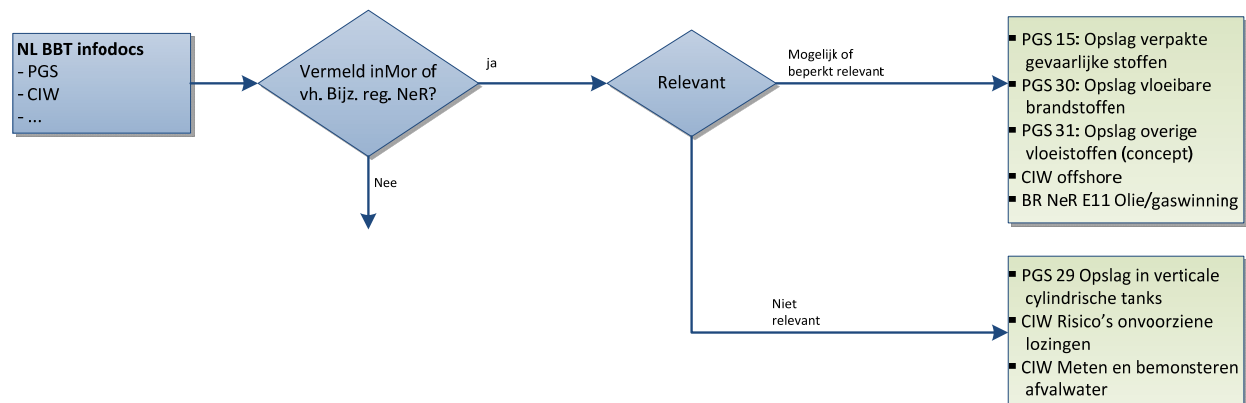 NL BBT infodocs
- PGS
- CIW
- ...
Vermeld inMor of
vh. Bijz. reg. NeR?
ja
Nee
Relevant
Mogelijk of
beperkt relevant
Niet
relevant
▪ PGS 15: Opslag verpakte
gevaarlijke stoffen
▪ PGS 30: Opslag vloeibare
brandstoffen
▪ PGS 31: Opslag overige
vloeistoffen (concept)
▪ CIW offshore
▪ BR NeR E11 Olie/gaswinning
▪ PGS 29 Opslag in verticale
cylindrische tanks
▪ CIW Risico's onvoorziene
lozingen
▪ CIW Meten en bemonsteren
afvalwater